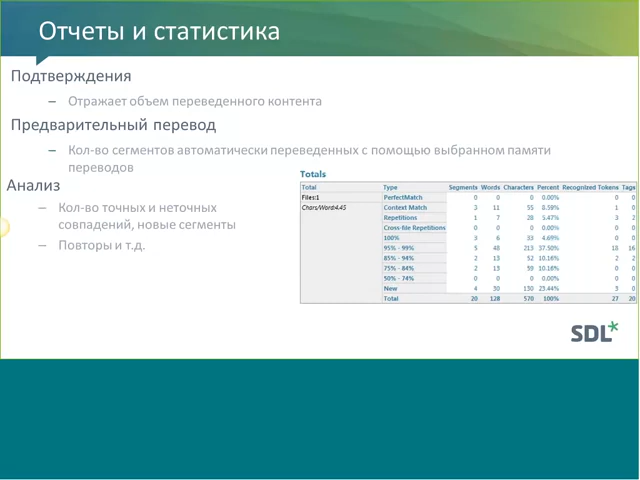 Отчеты и статистика
Подтверждения
– Отражает объем переведенного контента
Предварительный перевод
– Кол-во сегментов автоматически переведенных с помощью выбранном памяти
переводов
Анализ
– Кол-во точных и неточных
совпадений, новые сегменты
– Повторы и т.д.
Totals
Total Type Segments Words Characters Percent Recognized Tokens Tags
Files:1 PerfectMatch 0 0 0 0.00% 0 0
Chars/Word:4.45 Context Match 3 11 55 8.59% 1 0
Repetitions 1 7 28 5.47% 3 2
Cross-file Repetitions 0 0 0 0.00% 0 0
100% 3 6 33 4.69% 0 0
95% - 99% 5 48 213 37.50% 18 16
85% - 94% 2 13 52 10.16% 2 2
75% - 84% 2 13 59 10.16% 0 0
50% - 74% 0 0 0 0.00% 0 0
New 4 30 130 23.44% 3 0
Total 20 128 570 100% 27 20
SDL*